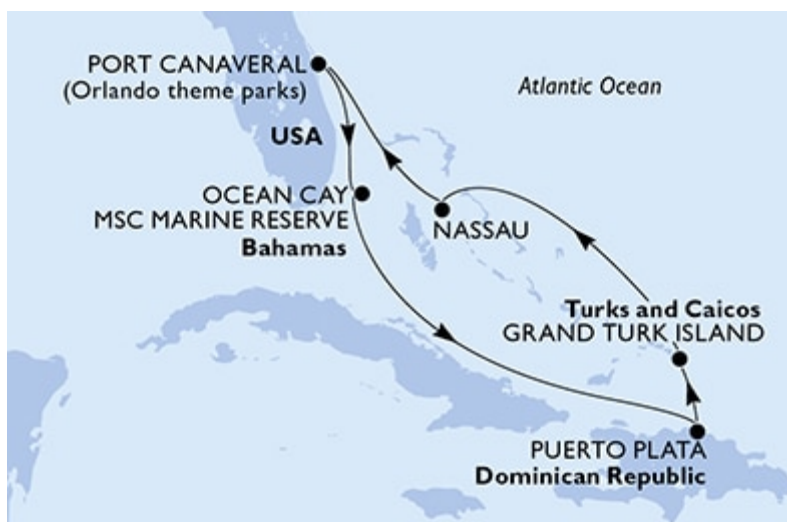 PORT CANAVERAL
(Orlando theme parks)
Atlantic Ocean
USA
OCEAN CAY
MSC MARINE RESERVE
Bahamas
NASSAU
Turks and Caicos
GRAND TURK ISLAND
PUERTO PLATA
Dominican Republic